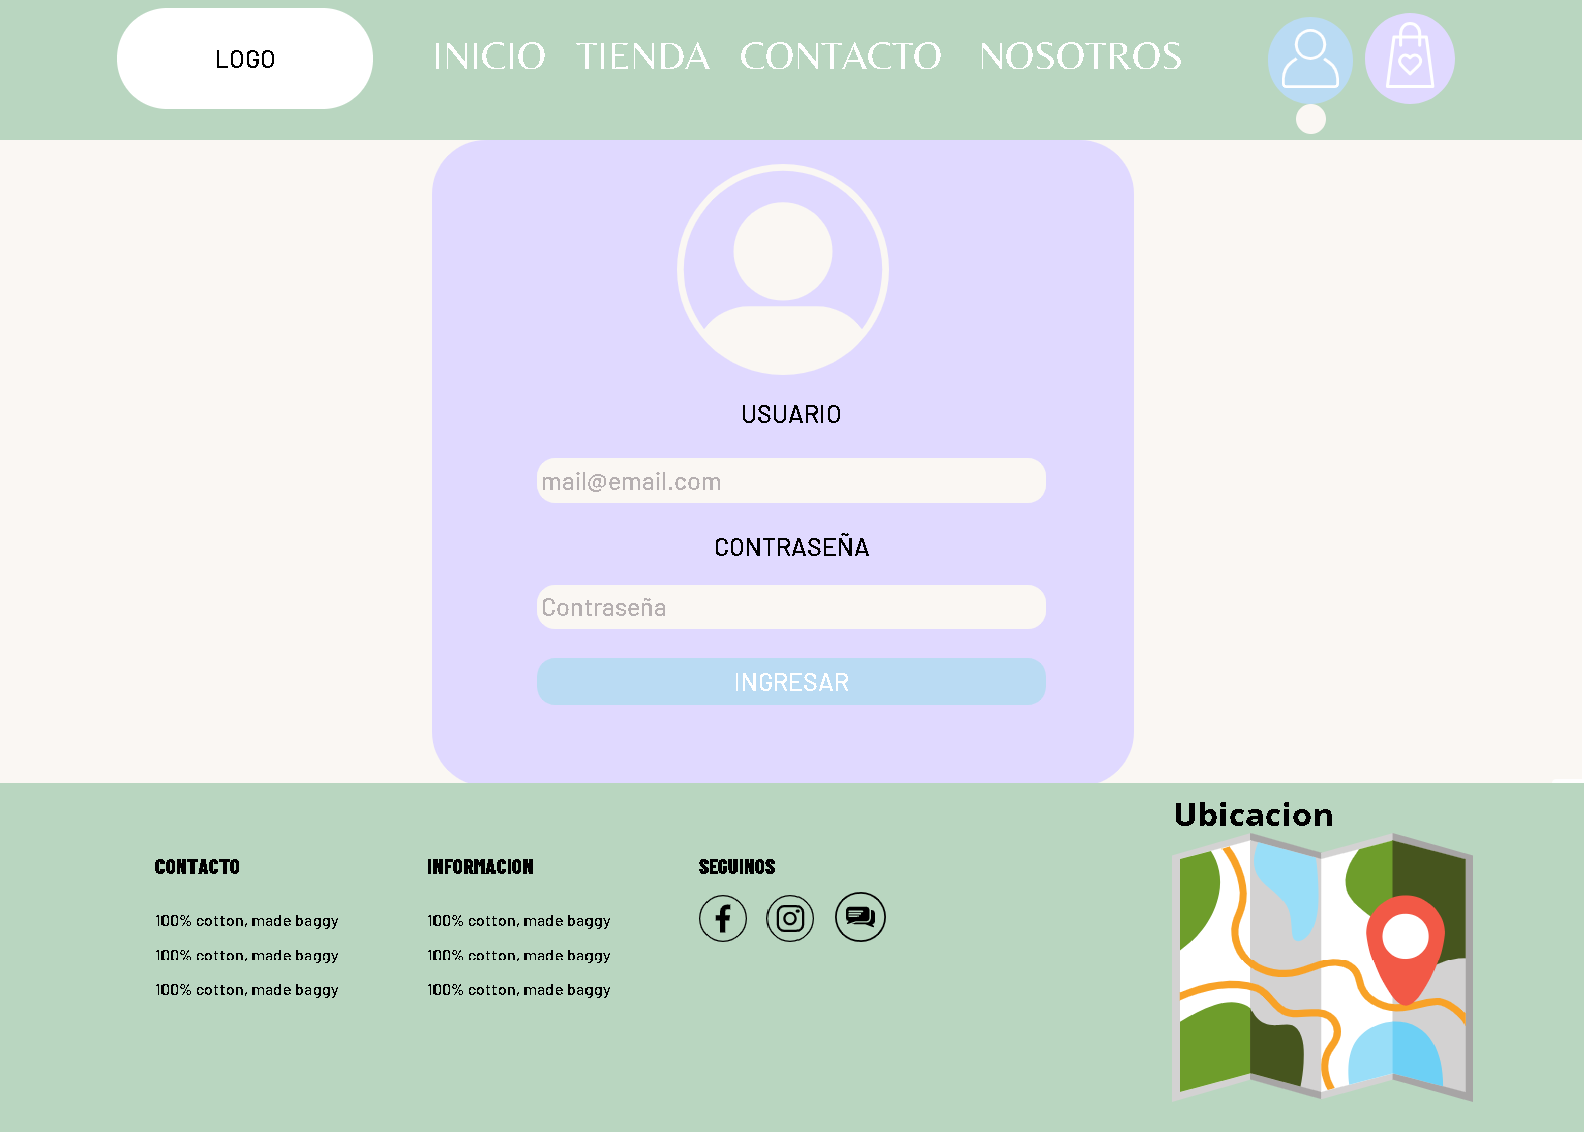 LOGO
INICIO TIENDA CONTACTO NOSOTROS
USUARIO
mail@email.com
CONTRASEÑA
Contraseña
INGRESAR
Ubicacion
CONTACTO
100% cotton, made baggy
100% cotton, made baggy
100% cotton, made baggy
INFORMACION
100% cotton, made baggy
100% cotton, made baggy
100% cotton, made baggy
SEGUINOS